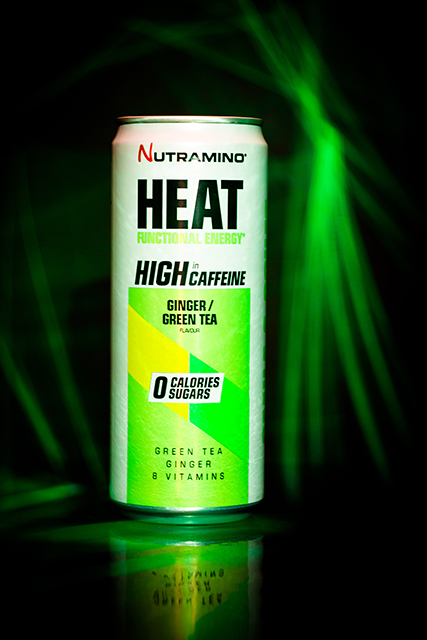 NUTRAMINO
HEAT
FUNCTIONAL ENERGY*
HIGH in CAFFEINE
GINGER/
GREEN TEA
FLAVOUR
0 CALORIES
SUGARS
GREEN TEA
GINGER
8 VITAMINS